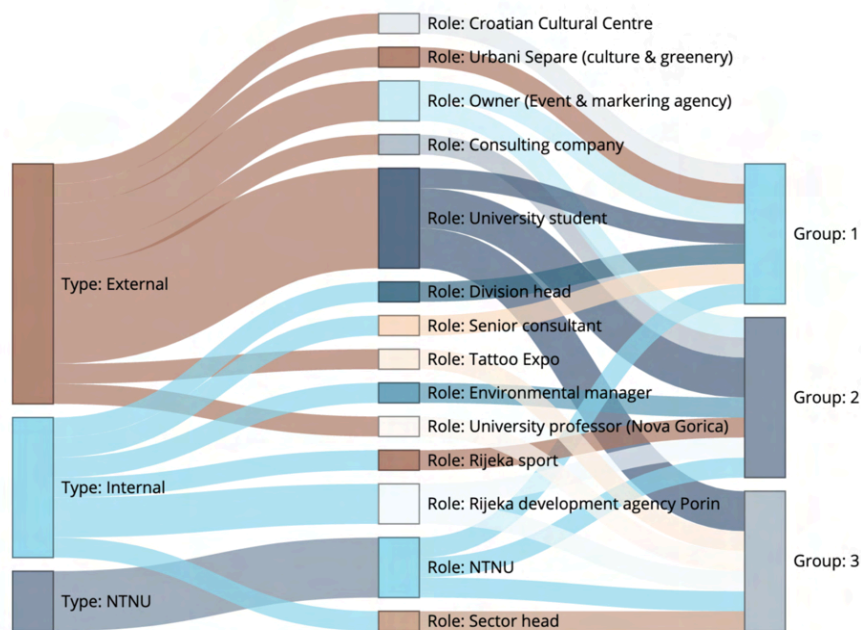 Role: Croatian Cultural Centre
Role: Urbani Separe (culture & greenery)
Role: Owner (Event & markering agency)
Role: Consulting company
Role: University student
Group: 1
Type: External
Role: Division head
Role: Senior consultant
Role: Tattoo Expo
Role: Environmental manager
Group: 2
Role: University professor (Nova Gorica)
Role: Rijeka sport
Type: Internal
Role: Rijeka development agency Porin
Group: 3
Role: NTNU
Type: NTNU
Role: Sector head